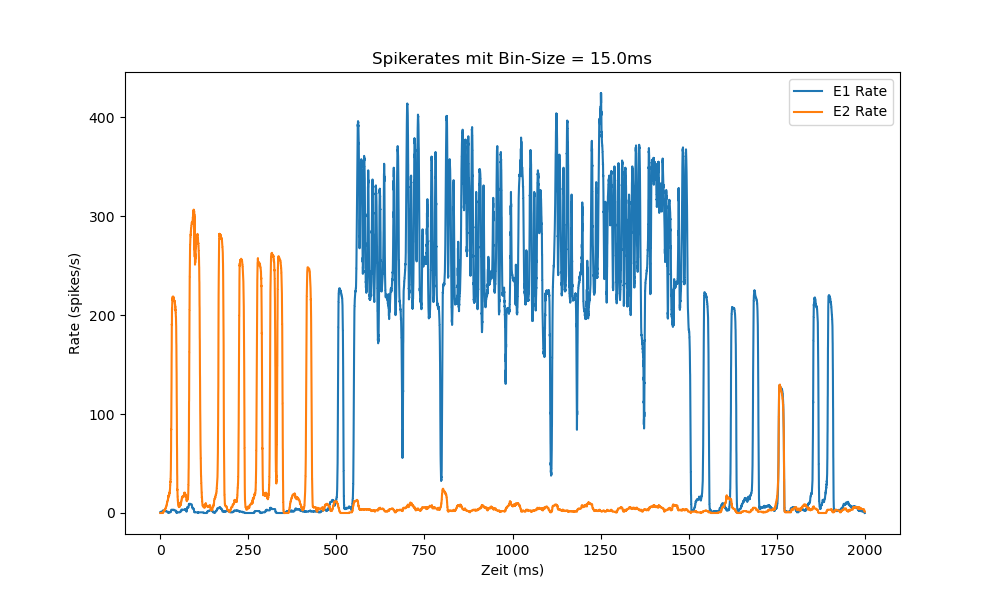 Spikerates mit Bin-Size = 15.0ms
E1 Rate
E2 Rate
400
300
200
100
0
Rate (spikes/s)
0 250 500 750 1000 1250 1500 1750 2000
Zeit (ms)